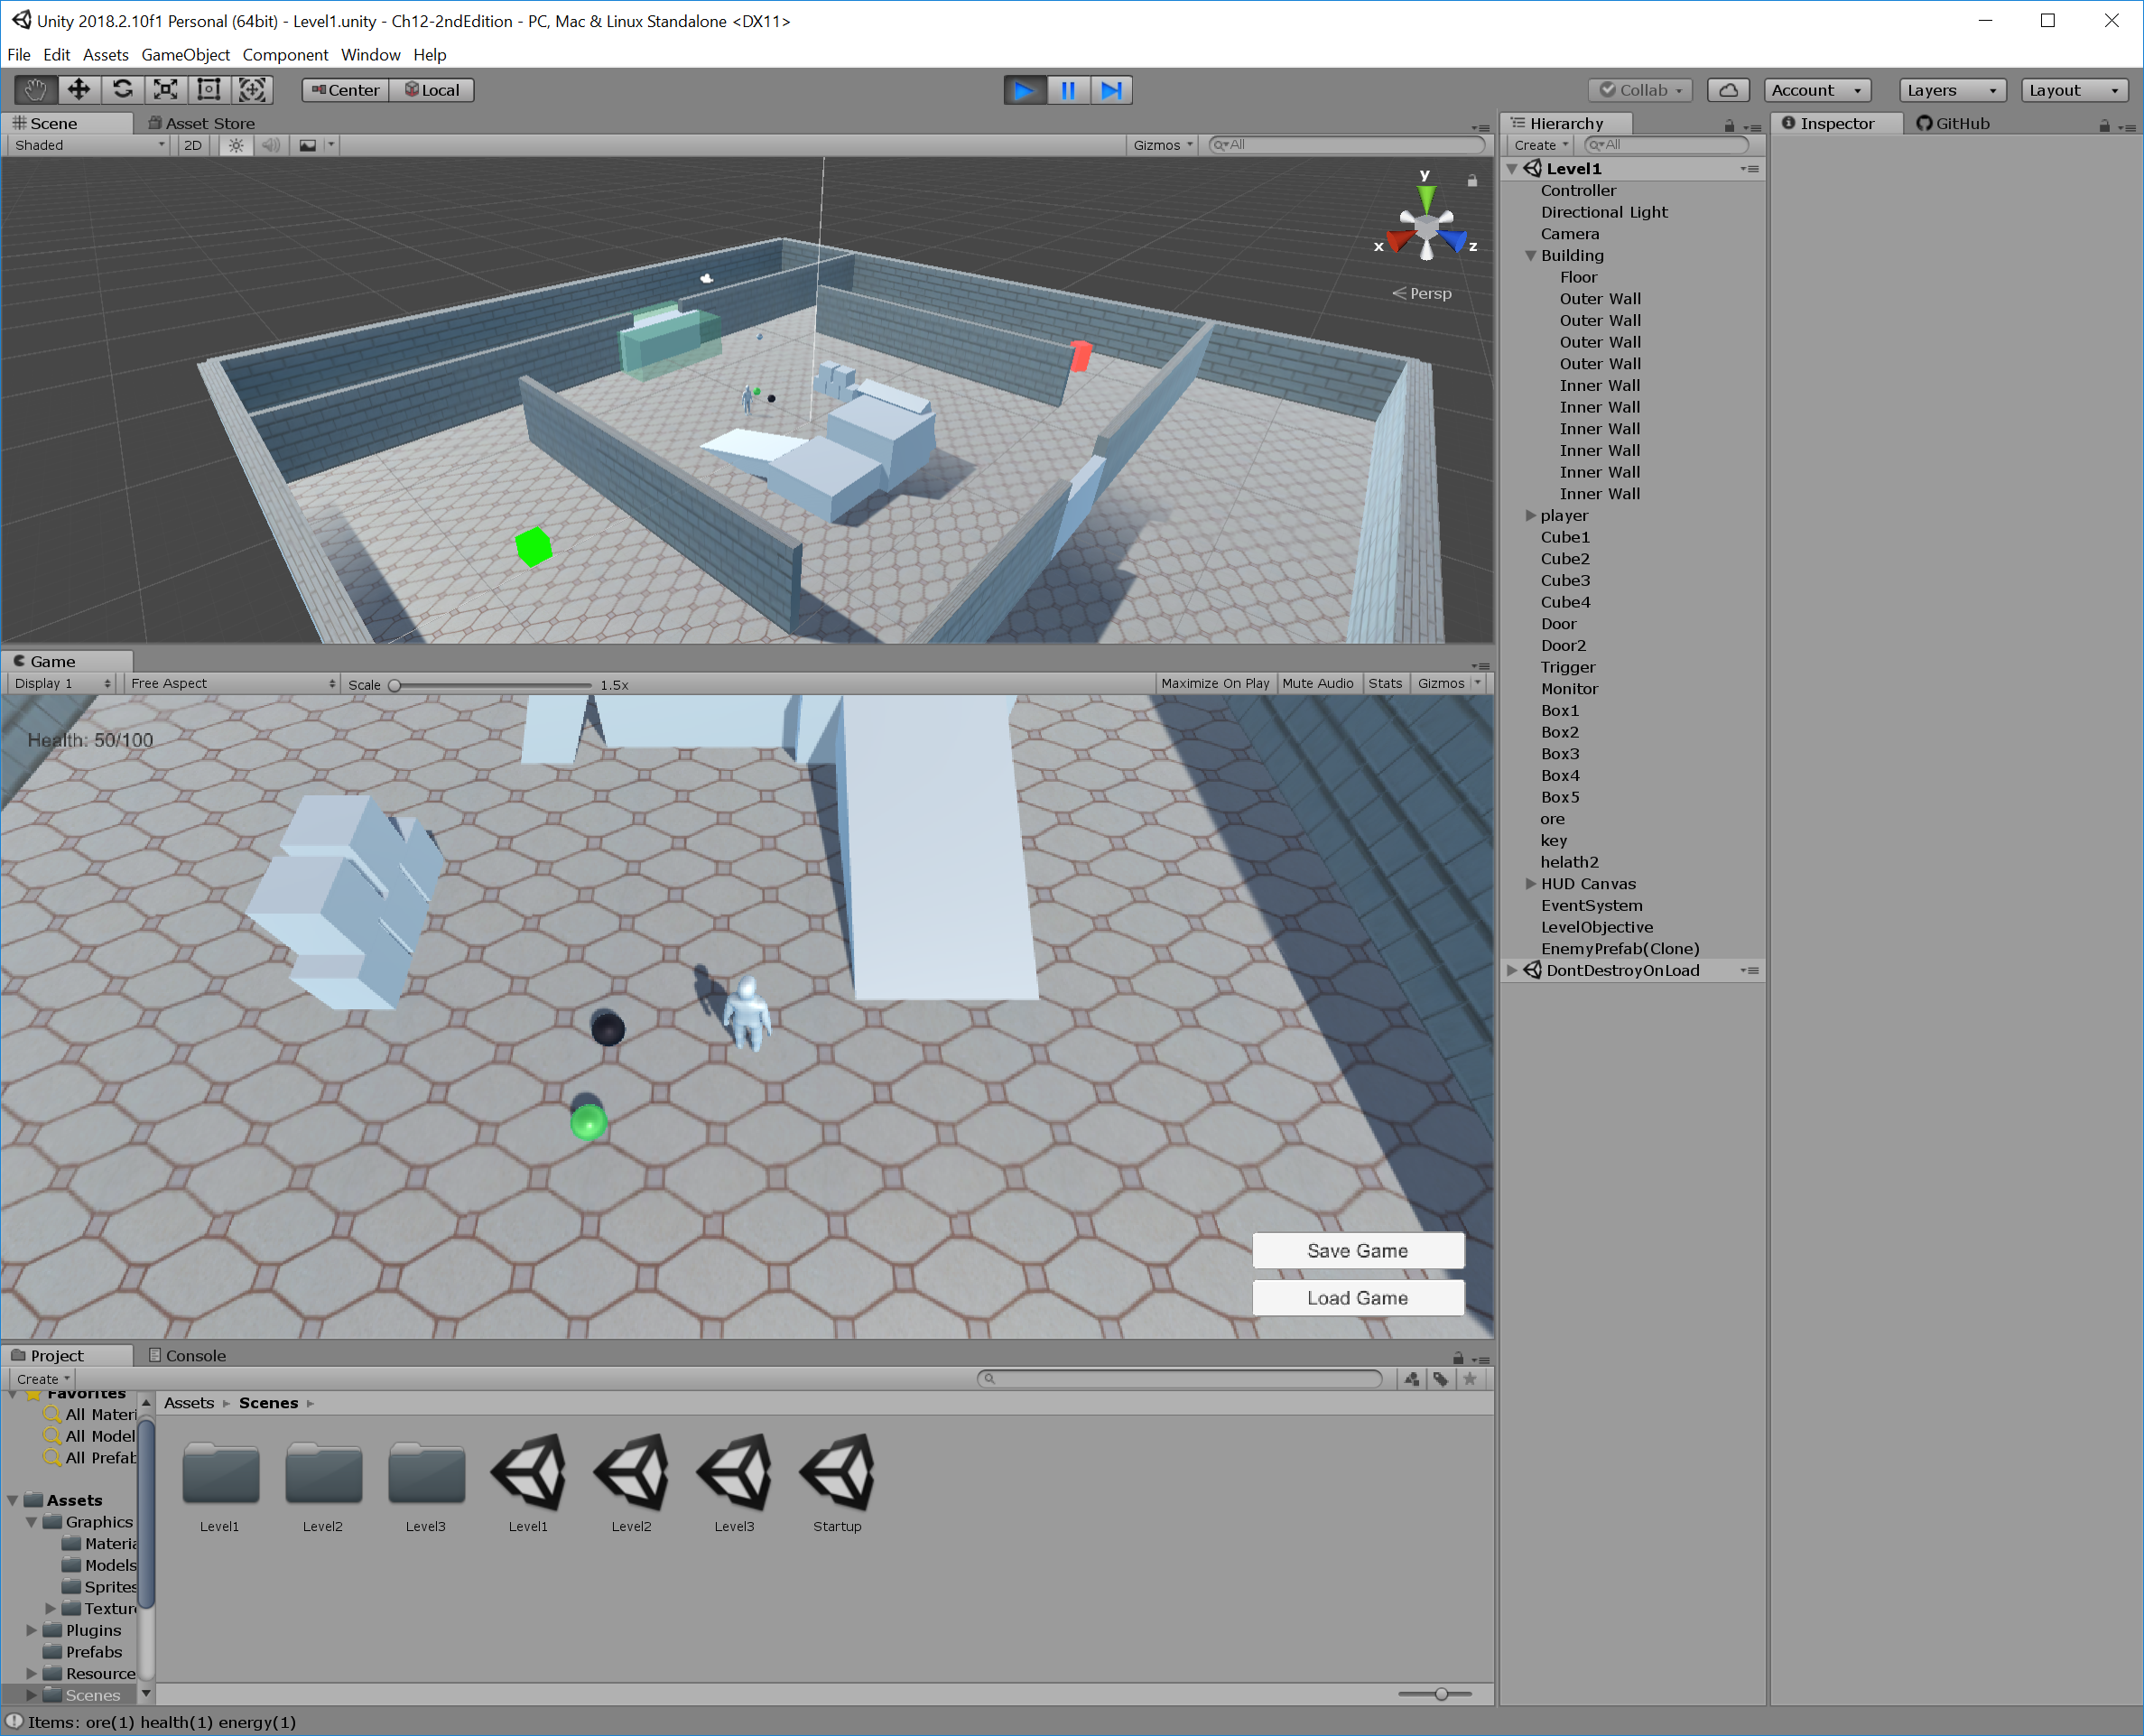 Unity 2018.2.10f1 Personal (64bit) - Level1.unity - Ch12-2ndEdition - PC, Mac & Linux Standalone <DX11>
File Edit Assets GameObject Component Window Help
Center Local Collab Account Layers Layout
Scene Asset Store
Shaded 2D Gizmos All
y
x z
Persp
Game
Display 1 Free Aspect Scale 1.5x Maximize On Play Mute Audio Stats Gizmos
Health: 50/100
Save Game
Load Game
Project Console
Create
Favorites
All Materi
All Model
All Prefab
Assets
Graphics
Materia
Models
Sprites
Textur
Plugins
Prefabs
Resource
Scenes
Assets Scenes
Level1 Level2 Level3 Level1 Level2 Level3 Startup
Items: ore(1) health(1) energy(1)
Hierarchy
Create All
Level1
Controller
Directional Light
Camera
Building
Floor
Outer Wall
Outer Wall
Outer Wall
Outer Wall
Inner Wall
Inner Wall
Inner Wall
Inner Wall
Inner Wall
Inner Wall
player
Cube1
Cube2
Cube3
Cube4
Door
Door2
Trigger
Monitor
Box1
Box2
Box3
Box4
Box5
ore
key
helath2
HUD Canvas
EventSystem
LevelObjective
EnemyPrefab(Clone)
DontDestroyOnLoad
Inspector GitHub